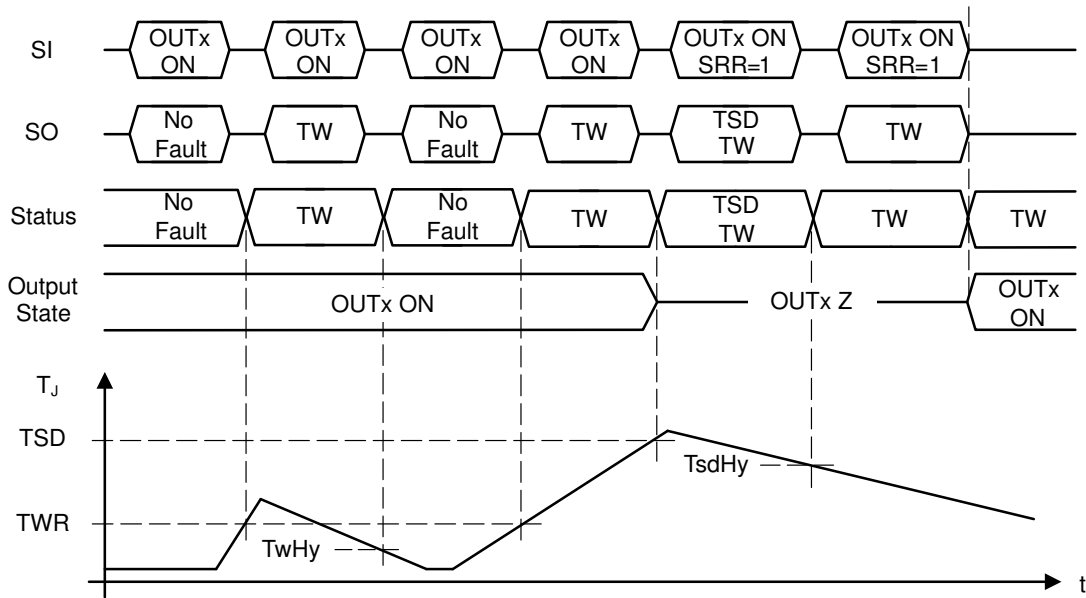 SI
OUTx
ON
OUTx
ON
OUTx
ON
OUTx
ON
OUTx ON
SRR=1
OUTx ON
SRR=1
SO
No
Fault
TW
No
Fault
TW
TSD
TW
TW
Status
No
Fault
TW
No
Fault
TW
TSD
TW
TW
TW
Output
State
OUTx ON
OUTx Z
OUTx
ON
TJ
TSD
TsdHy
TWR
TwHy
t